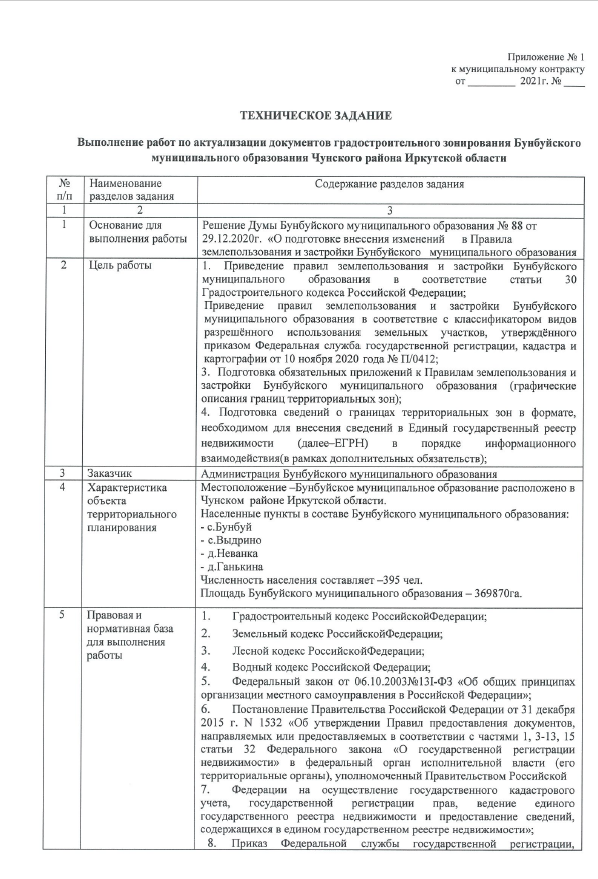 Приложение № 1
к муниципальному контракту
от _________ 2021г. № ____
ТЕХНИЧЕСКОЕ ЗАДАНИЕ
Выполнение работ по актуализации документов градостроительного зонирования Бунбуйского
муниципального образования Чунского района Иркутской области
№ Наименование Содержание разделов задания
п/п разделов задания
1 2 3
1 Основание для Решение Думы Бунбуйского муниципального образования № 88 от
выполнения работы 29.12.2020г. «О подготовке внесения изменений в Правила
землепользования и застройки Бунбуйского муниципального образования
2 Цель работы 1. Приведение правил землепользования и застройки Бунбуйского
муниципального образования в соответствие статьи 30
Градостроительного кодекса Российской Федерации;
Приведение правил землепользования и застройки Бунбуйского
муниципального образования в соответствие с классификатором видов
разрешённого использования земельных участков, утверждённого
приказом Федеральная служба государственной регистрации, кадастра и
картографии от 10 ноября 2020 года № П/0412;
3. Подготовка обязательных приложений к Правилам землепользования и
застройки Бунбуйского муниципального образования (графические
описания границ территориальных зон);
4. Подготовка сведений о границах территориальных зон в формате,
необходимом для внесения сведений в Единый государственный реестр
недвижимости (далее–ЕГРН) в порядке информационного
взаимодействия(в рамках дополнительных обязательств);
3 Заказчик Администрация Бунбуйского муниципального образования
4 Характеристика Местоположение –Бунбуйское муниципальное образование расположено в
объекта Чунском районе Иркутской области.
территориального Населенные пункты в составе Бунбуйского муниципального образования:
планирования - с.Бунбуй
- с.Выдрино
- д.Неванка
- д.Ганькина
Численность населения составляет –395 чел.
Площадь Бунбуйского муниципального образования – 369870га.
5 Правовая и 1. Градостроительный кодекс РоссийскойФедерации;
нормативная база 2. Земельный кодекс РоссийскойФедерации;
для выполнения 3. Лесной кодекс РоссийскойФедерации;
работы 4. Водный кодекс Российской Федерации;
5. Федеральный закон от 06.10.2003№13I-ФЗ «Об общих принципах
организации местного самоуправления в Российской Федерации»;
6. Постановление Правительства Российской Федерации от 31 декабря
2015 г. N 1532 «Об утверждении Правил предоставления документов,
направляемых или предоставляемых в соответствии с частями 1, 3-13, 15
статьи 32 Федерального закона «О государственной регистрации
недвижимости» в федеральный орган исполнительной власти (его
территориальные органы), уполномоченный Правительством Российской
7. Федерации на осуществление государственного кадастрового
учета, государственной регистрации прав, ведение единого
государственного реестра недвижимости и предоставление сведений,
содержащихся в едином государственном реестре недвижимости»;
8. Приказ Федеральной службы государственной регистрации,